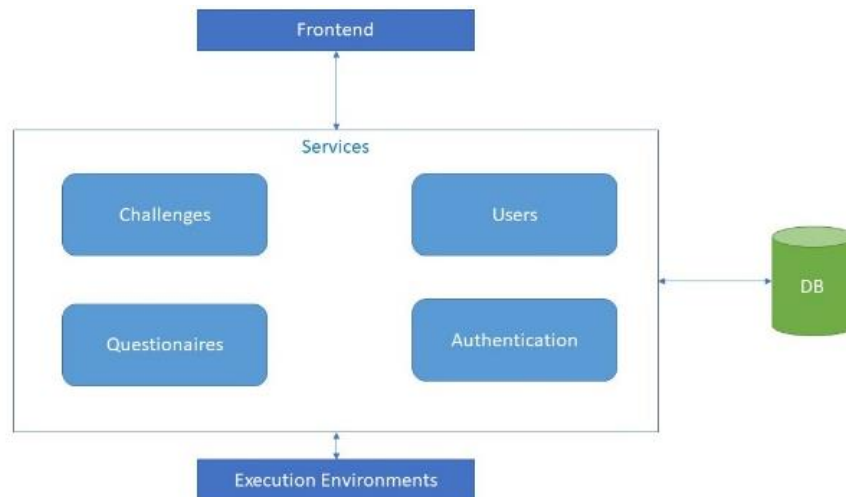 Frontend
Services
Challenges
Users
Questionaires
Authentication
DB
Execution Environments